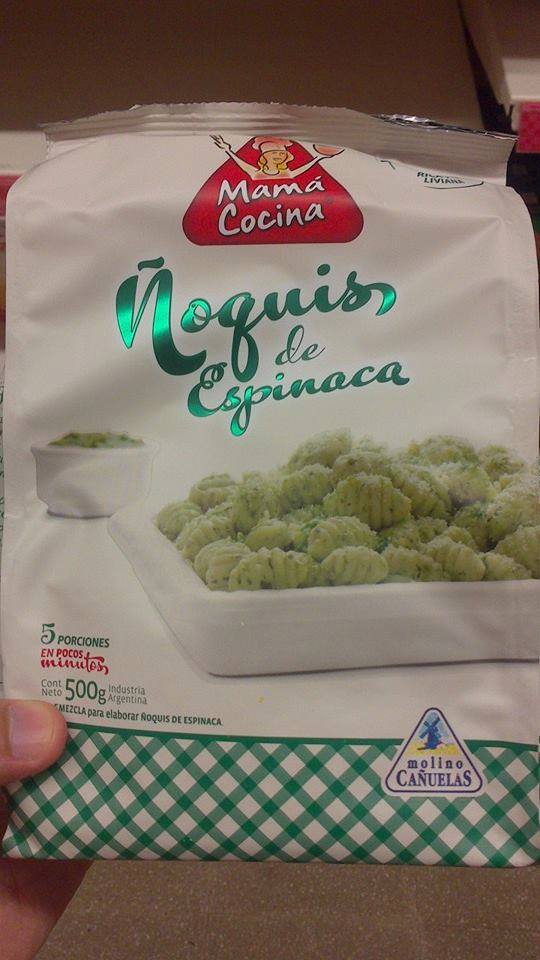 Mamá
Cocina
LIVIANA
Ñoquis
de
Espinaca
5 PORCIONES
EN POCOS
minutos
Cont
Neto 500g Industria
Argentina
MEZCLA para elaborar ÑOQUIS DE ESPINACA
molino
CAÑUELAS